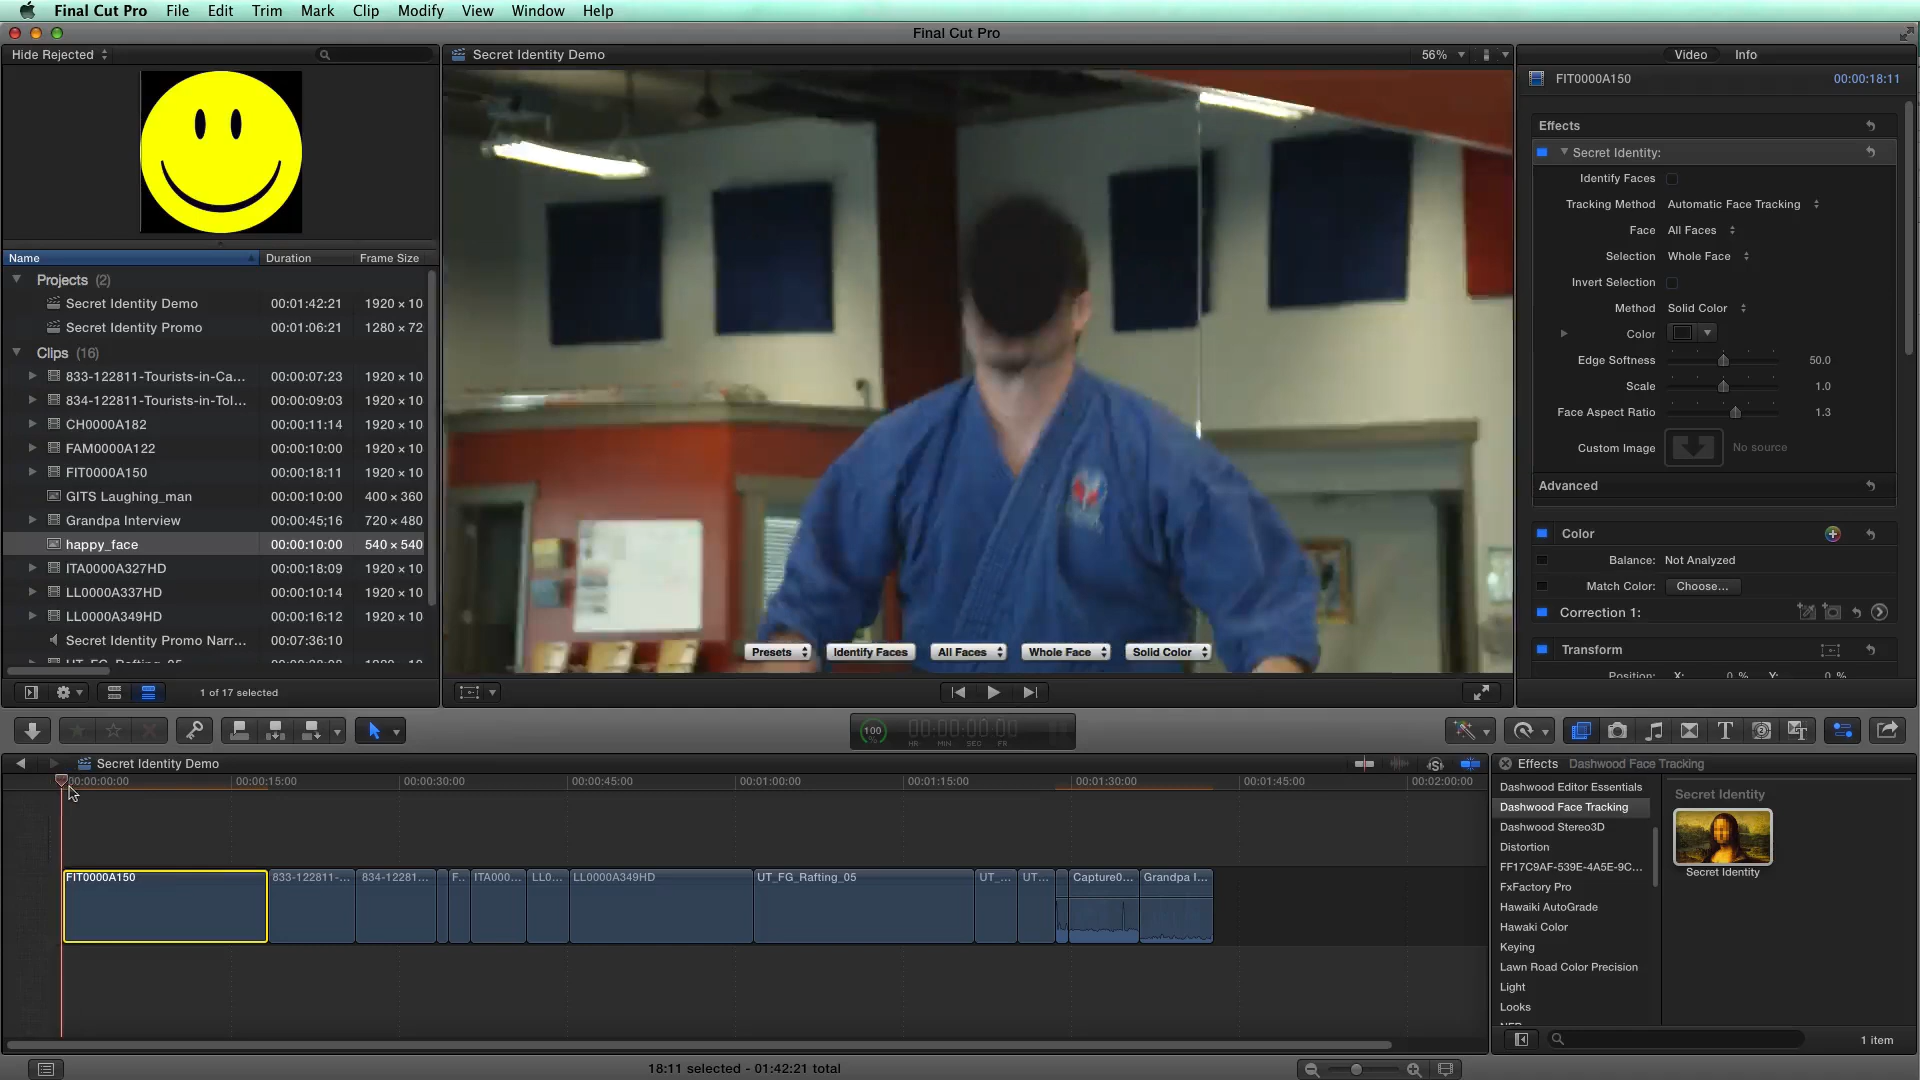 Final Cut Pro File Edit Trim Mark Clip Modify View Window Help
Final Cut Pro
Hide Rejected
Secret Identity Demo 56%
Video Info
FIT0000A150 00:00:18:11
Effects
Secret Identity:
Identify Faces
Tracking Method Automatic Face Tracking
Face All Faces
Selection Whole Face
Invert Selection
Method Solid Color
Color
Edge Softness 50.0
Scale 1.0
Face Aspect Ratio 1.3
Custom Image No source
Advanced
Color
Balance: Not Analyzed
Match Color: Choose...
Correction 1:
Transform
Position: X: 0 % Y: 0 %
Name Duration Frame Size
Projects (2)
Secret Identity Demo 00:01:42:21 1920 × 10
Secret Identity Promo 00:01:06:21 1280 × 72
Clips (16)
833-122811-Tourists-in-Ca... 00:00:07:23 1920 × 10
834-122811-Tourists-in-Tol... 00:00:09:03 1920 × 10
CH0000A182 00:00:11:14 1920 × 10
FAM0000A122 00:00:10:00 1920 × 10
FIT0000A150 00:00:18:11 1920 × 10
GITS Laughing_man 00:00:10:00 400 × 360
Grandpa Interview 00:00:45;16 720 × 480
happy_face 00:00:10:00 540 × 540
ITA0000A327HD 00:00:18:09 1920 × 10
LL0000A337HD 00:00:10:14 1920 × 10
LL0000A349HD 00:00:16:12 1920 × 10
Secret Identity Promo Narr... 00:07:36:10
UT_FG_Rafting_05
1 of 17 selected
Presets Identify Faces All Faces Whole Face Solid Color
100 00:00:00:00
HR MIN SEC FR
Secret Identity Demo
00:00:00:00 00:00:15:00 00:00:30:00 00:00:45:00 00:01:00:00 00:01:15:00 00:01:30:00 00:01:45:00 00:02:00:00
FIT0000A150 833-122811-... 834-12281... F... ITA000... LL0... LL0000A349HD UT_FG_Rafting_05 UT_... UT... Capture0... Grandpa I...
Effects Dashwood Face Tracking
Dashwood Editor Essentials
Dashwood Face Tracking
Dashwood Stereo3D
Distortion
FF17C9AF-539E-4A5E-9C...
FxFactory Pro
Hawaiki AutoGrade
Hawaki Color
Keying
Lawn Road Color Precision
Light
Looks
Secret Identity
Secret Identity
1 item
18:11 selected - 01:42:21 total